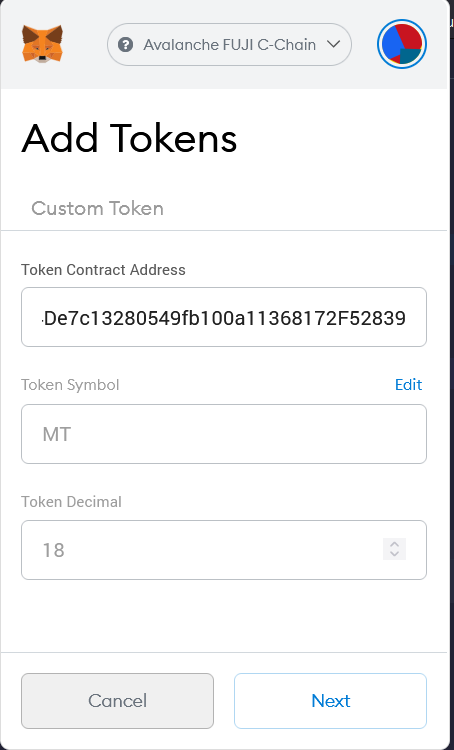 Avalanche FUJI C-Chain
Add Tokens
Custom Token
Token Contract Address
De7c13280549fb100a11368172F52839
Token Symbol
Edit
MT
Token Decimal
18
Cancel
Next